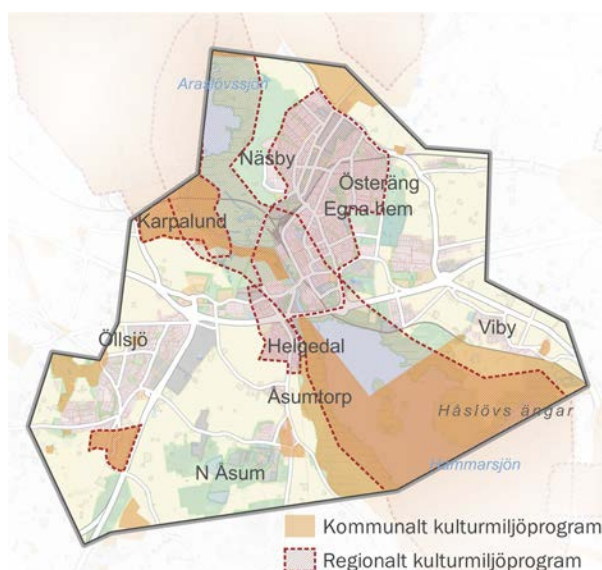 Araslövssjön
Näsby
Österäng
Egna hem
Karpalund
Viby
Öllsjö
Helgedal
Åsumtorp
Håslövs ängar
N Åsum
Hammarsjön
Kommunalt kulturmiljöprogram
Regionalt kulturmiljöprogram